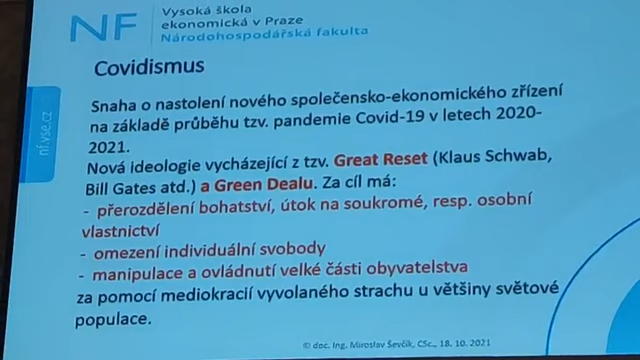 NF
Vysoká škola
ekonomická v Praze
Národohospodářská fakulta
nf.vse.cz
Covidismus
Snaha o nastolení nového společensko-ekonomického zřízení
na základě průběhu tzv. pandemie Covid-19 v letech 2020-
2021.
Nová ideologie vycházející z tzv. Great Reset (Klaus Schwab,
Bill Gates atd.) a Green Dealu. Za cíl má:
- přerozdělení bohatství, útok na soukromé, resp. osobní
vlastnictví
- omezení individuální svobody
- manipulace a ovládnutí velké části obyvatelstva
za pomocí mediokracií vyvolaného strachu u většiny světové
populace.
© doc. Ing. Miroslav Ševčík, CSc., 18. 10. 2021